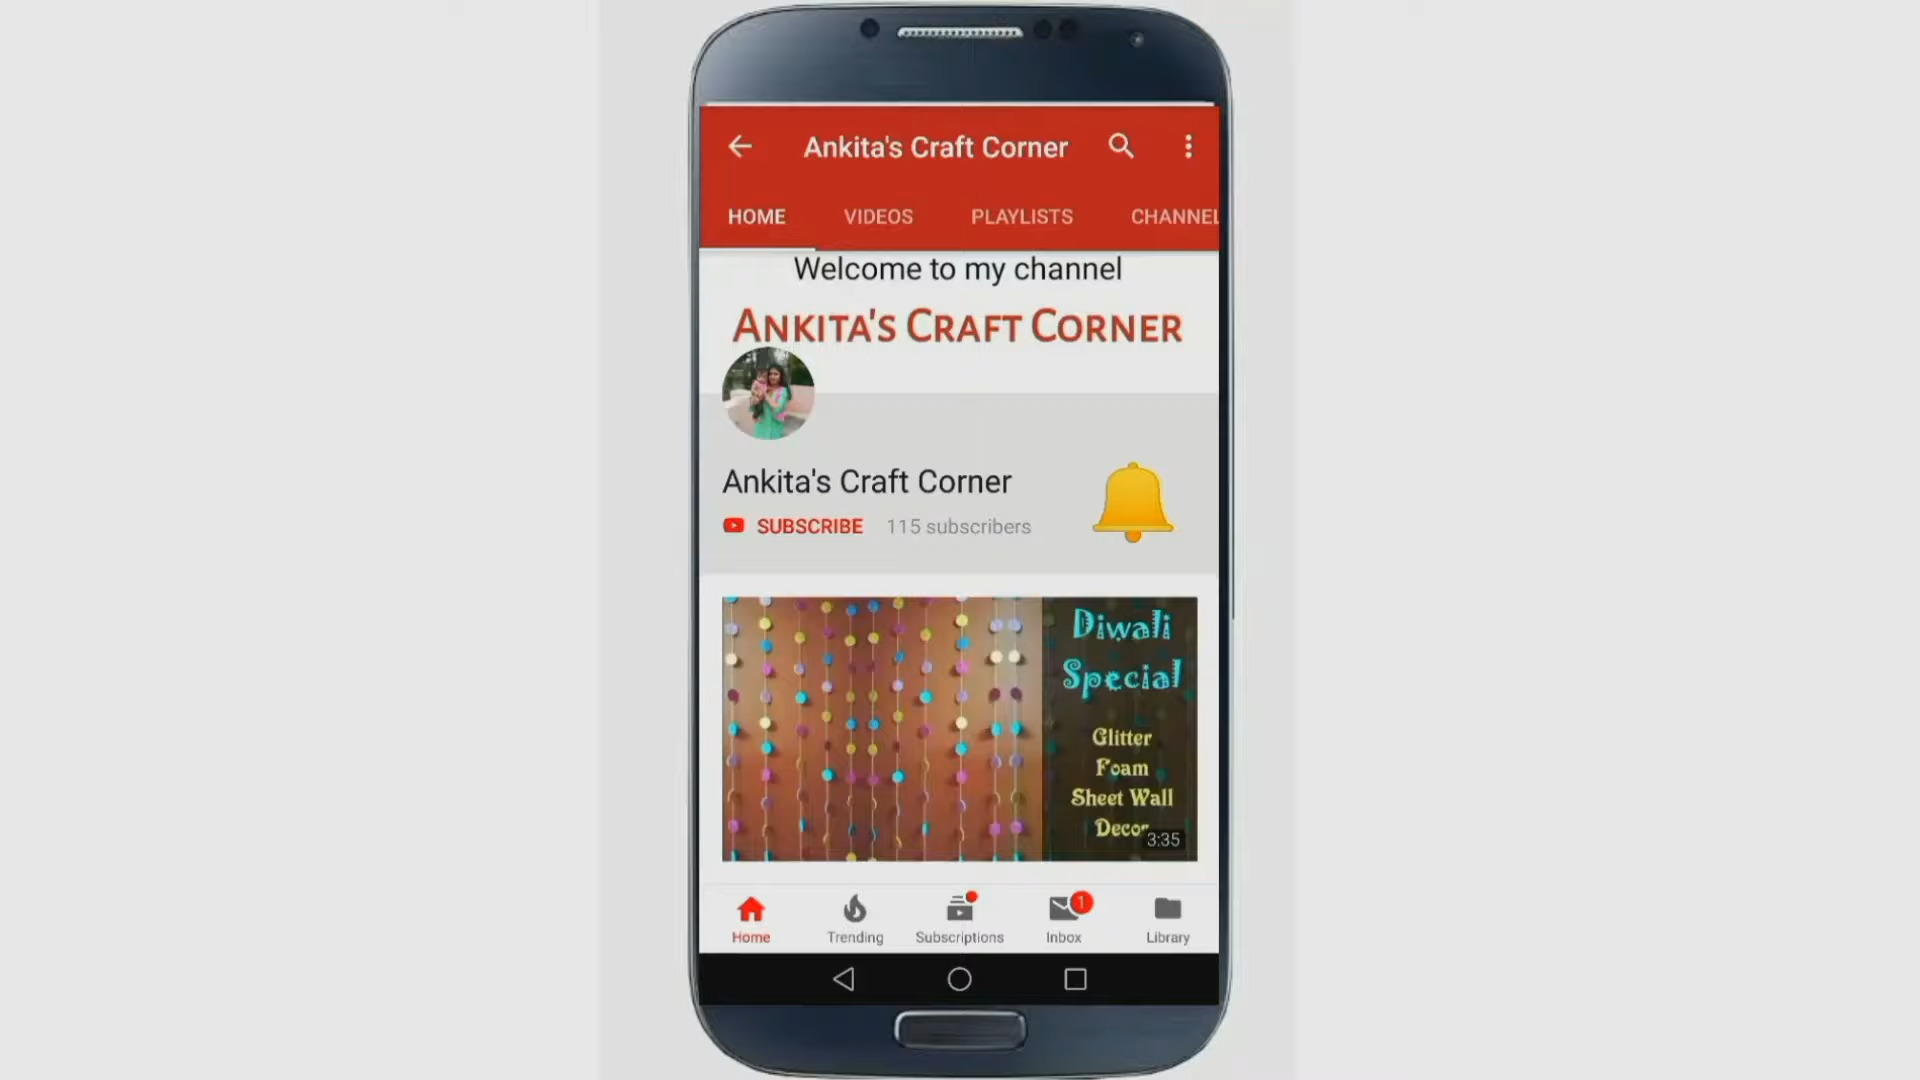 Ankita's Craft Corner
HOME VIDEOS PLAYLISTS CHANNEL
Welcome to my channel
ANKITA'S CRAFT CORNER
Ankita's Craft Corner
SUBSCRIBE 115 subscribers
Diwali
Special
Glitter
Foam
Sheet Wall
Decor
3:35
1
Home Trending Subscriptions Inbox Library